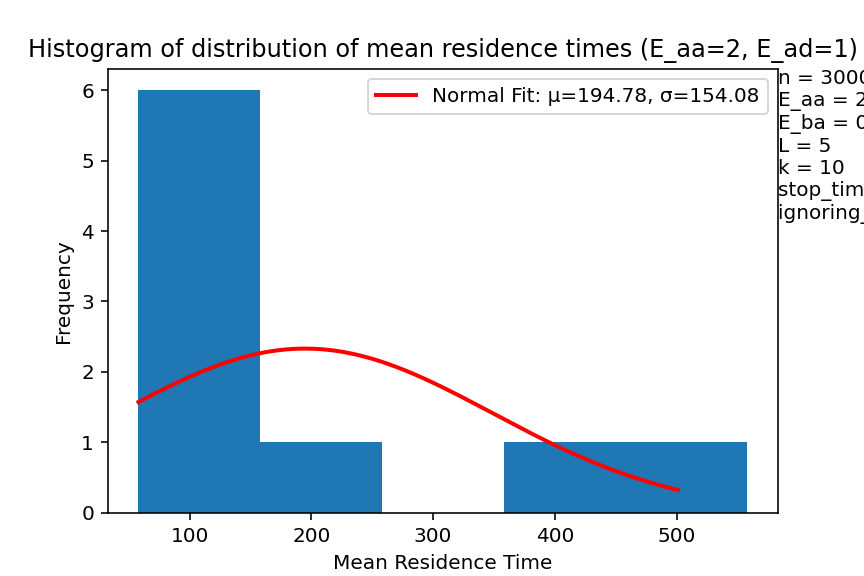 Histogram of distribution of mean residence times (E_aa=2, E_ad=1)
n = 3000
E_aa = 2
E_ba = 0
L = 5
k = 10
stop_tim
ignoring_
Normal Fit: μ=194.78, σ=154.08
Frequency
6
5
4
3
2
1
0
100 200 300 400 500
Mean Residence Time